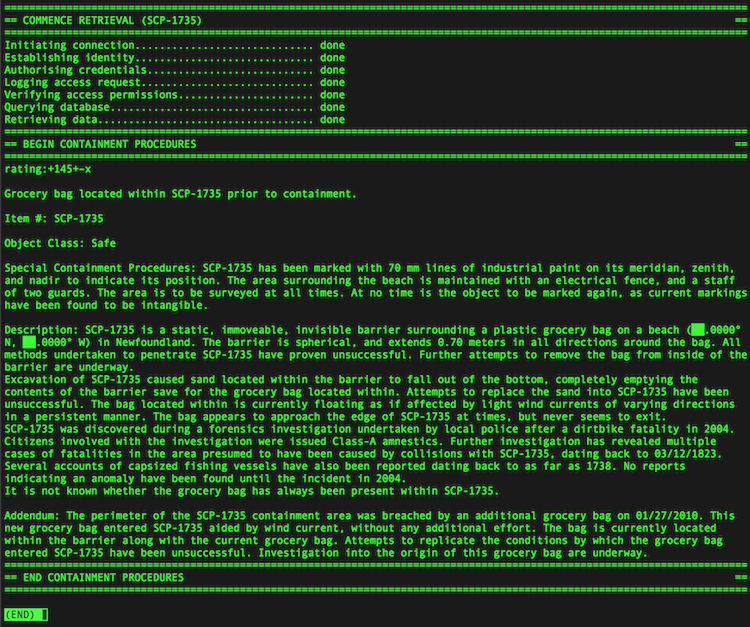 ================================================================================
== COMMENCE RETRIEVAL (SCP-1735) ==
================================================================================
Initiating connection............................ done
Establishing identity............................ done
Authorising credentials.......................... done
Logging access request........................... done
Verifying access permissions..................... done
Querying database................................ done
Retrieving data.................................. done
================================================================================
== BEGIN CONTAINMENT PROCEDURES ==
================================================================================
rating:+145+-x
Grocery bag located within SCP-1735 prior to containment.
Item #: SCP-1735
Object Class: Safe
Special Containment Procedures: SCP-1735 has been marked with 70 mm lines of industrial paint on its meridian, zenith,
and nadir to indicate its position. The area surrounding the beach is maintained with an electrical fence, and a staff
of two guards. The area is to be surveyed at all times. At no time is the object to be marked again, as current markings
have been found to be intangible.
Description: SCP-1735 is a static, immoveable, invisible barrier surrounding a plastic grocery bag on a beach (██.0000°
N, ██.0000° W) in Newfoundland. The barrier is spherical, and extends 0.70 meters in all directions around the bag. All
methods undertaken to penetrate SCP-1735 have proven unsuccessful. Further attempts to remove the bag from inside of the
barrier are underway.
Excavation of SCP-1735 caused sand located within the barrier to fall out of the bottom, completely emptying the
contents of the barrier save for the grocery bag located within. Attempts to replace the sand into SCP-1735 have been
unsuccessful. The bag located within is currently floating as if affected by light wind currents of varying directions
in a persistent manner. The bag appears to approach the edge of SCP-1735 at times, but never seems to exit.
SCP-1735 was discovered during a forensics investigation undertaken by local police after a dirtbike fatality in 2004.
Citizens involved with the investigation were issued Class-A amnestics. Further investigation has revealed multiple
cases of fatalities in the area presumed to have been caused by collisions with SCP-1735, dating back to 03/12/1823.
Several accounts of capsized fishing vessels have also been reported dating back to as far as 1738. No reports
indicating an anomaly have been found until the incident in 2004.
It is not known whether the grocery bag has always been present within SCP-1735.
Addendum: The perimeter of the SCP-1735 containment area was breached by an additional grocery bag on 01/27/2010. This
new grocery bag entered SCP-1735 aided by wind current, without any additional effort. The bag is currently located
within the barrier along with the current grocery bag. Attempts to replicate the conditions by which the grocery bag
entered SCP-1735 have been unsuccessful. Investigation into the origin of this grocery bag are underway.
================================================================================
== END CONTAINMENT PROCEDURES ==
================================================================================
(END)